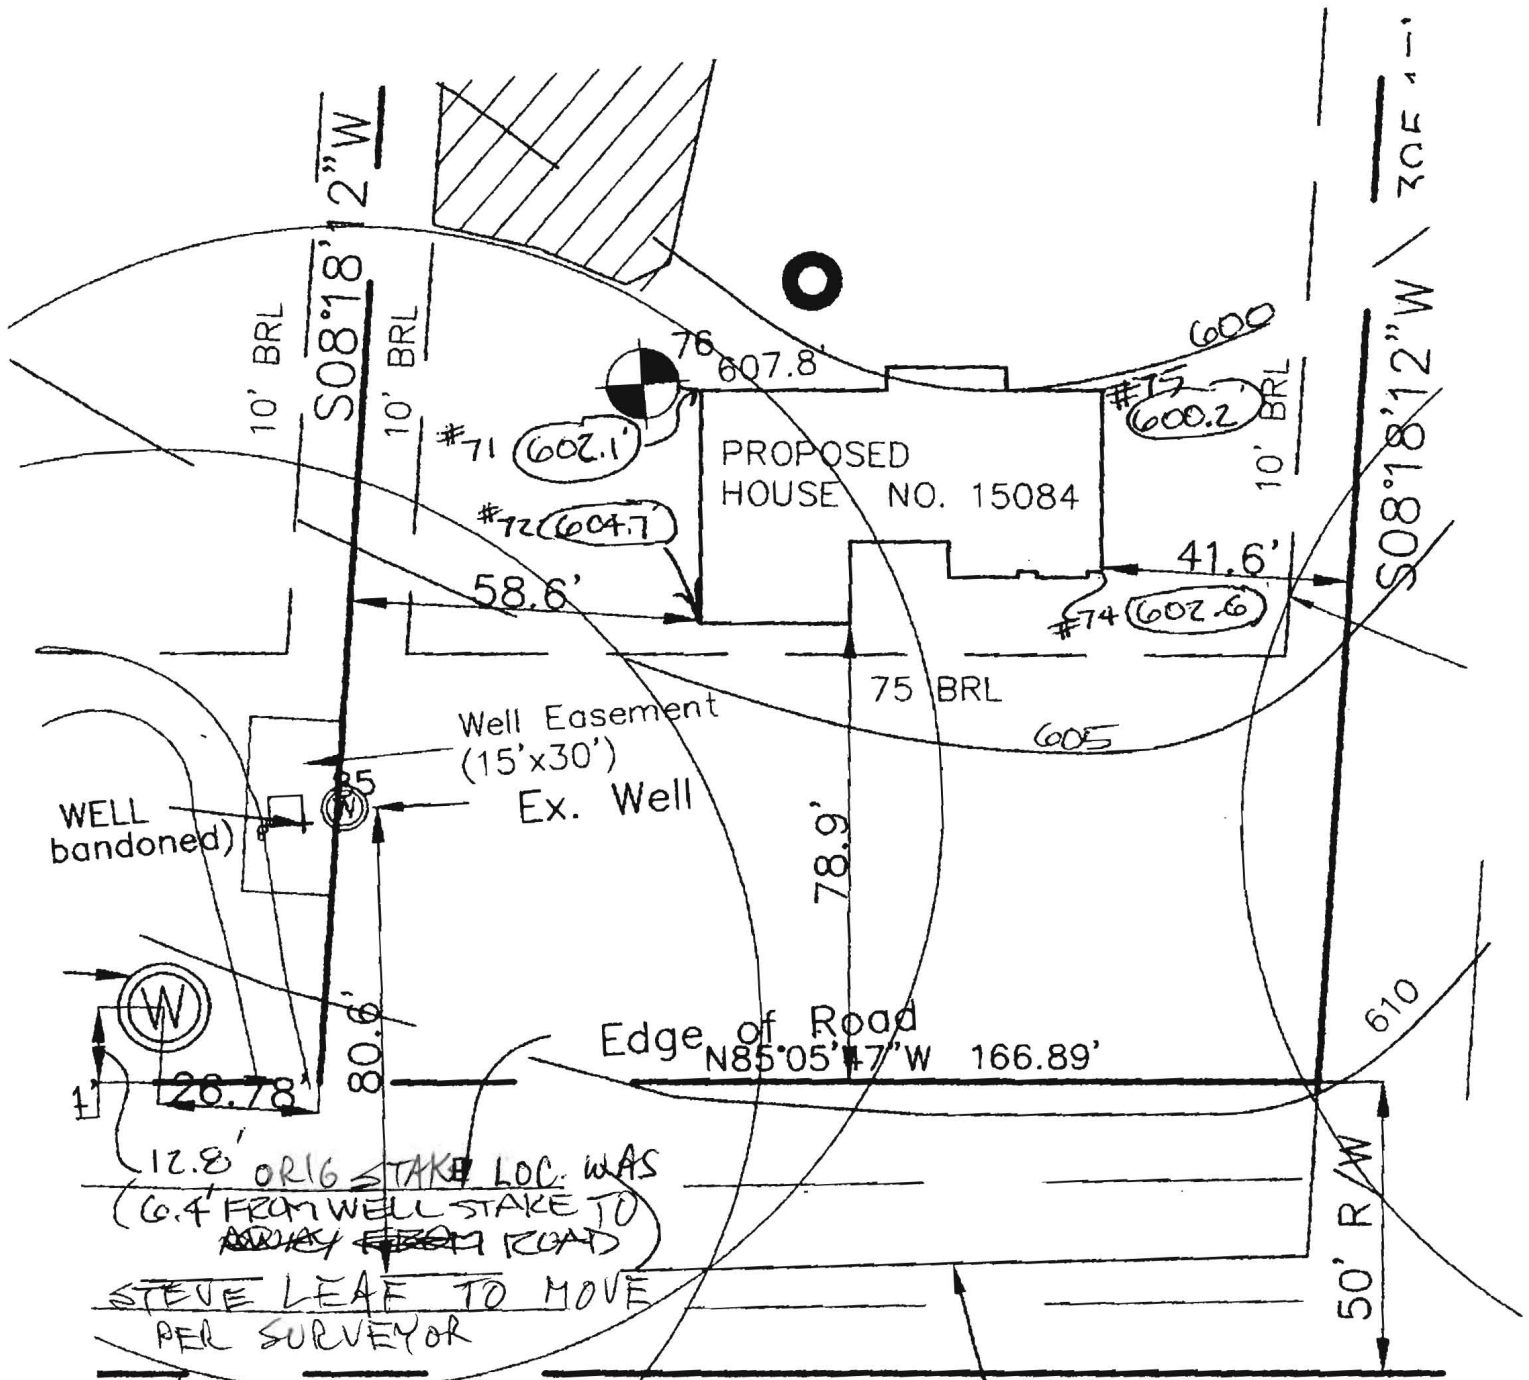 S08°18'12"W
10' BRL
10' BRL
600
76
607.8'
#75
600.2'
#71 602.1'
10' BRL
S08°18'12"W
PROPOSED
HOUSE NO. 15084
#72 604.7
58.6'
41.6'
#74 602.6
75 BRL
605
Well Easement
(15'x30')
85
W
Ex. Well
WELL
bandoned)
78.9'
W
80.6'
Edge of Road
N85°05'47"W 166.89'
610
1'
26.78'
50' R/W
12.8' ORIG STAKE LOC. WAS
(6.4' FROM WELL STAKE TO
ROAD
STEVE LEAF TO MOVE
PER SURVEYOR